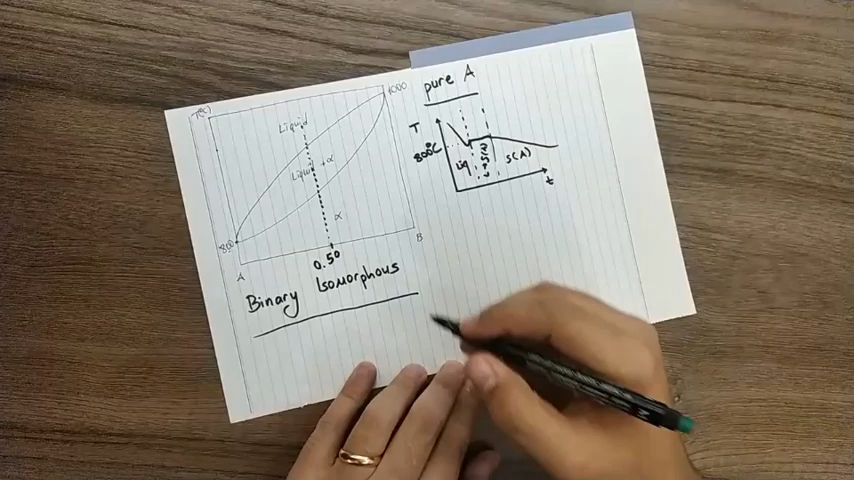 T(°C)
1000
Liquid
Liquid + α
α
800
A
B
0.50
Binary Isomorphous
pure A
T
800°C
Liq
S(A)
t